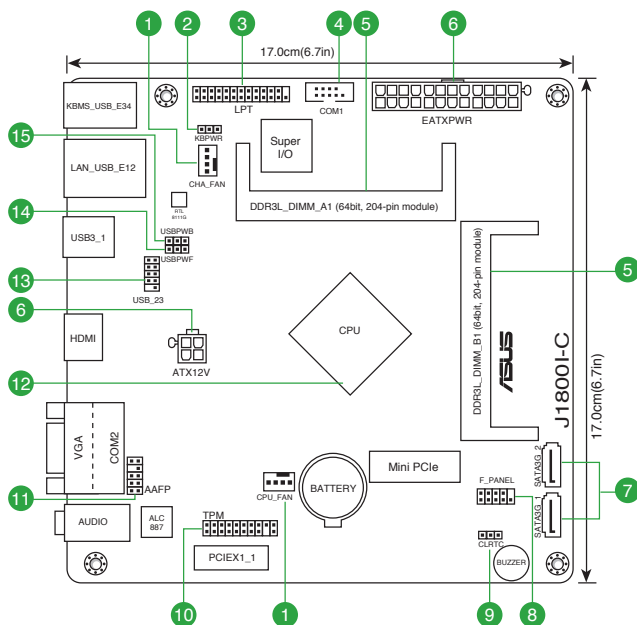 1
2
3
4
5
6
17.0cm(6.7in)
KBMS_USB_E34
LPT
COM1
EATXPWR
KBPWR
Super
I/O
15
CHA_FAN
LAN_USB_E12
RTL
8111G
DDR3L_DIMM_A1 (64bit, 204-pin module)
14
USBPWB
USB3_1
USBPWF
13
USB_23
5
DDR3L_DIMM_B1 (64bit, 204-pin module)
ASUS
J1800I-C
17.0cm(6.7in)
6
HDMI
ATX12V
CPU
12
VGA
COM2
AAFP
11
Mini PCIe
SATA3G_2
SATA3G_1
7
CPU_FAN
BATTERY
F_PANEL
AUDIO
ALC
887
TPM
CLRTC
PCIEX1_1
BUZZER
10
1
9
8